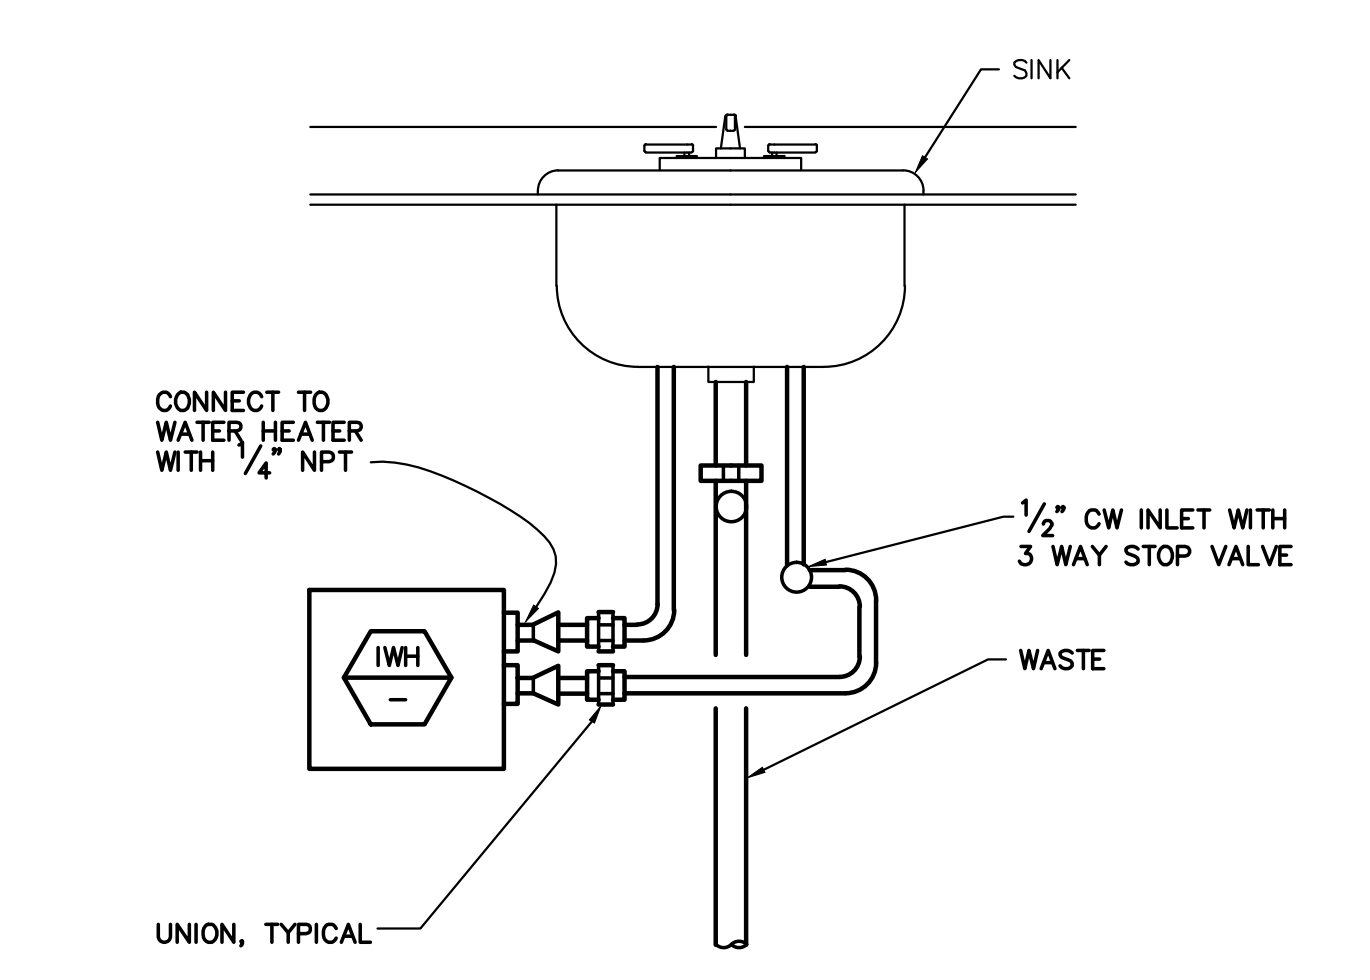 SINK
CONNECT TO
WATER HEATER
WITH 1/4" NPT
1/2" CW INLET WITH
3 WAY STOP VALVE
IWH
-
WASTE
UNION, TYPICAL